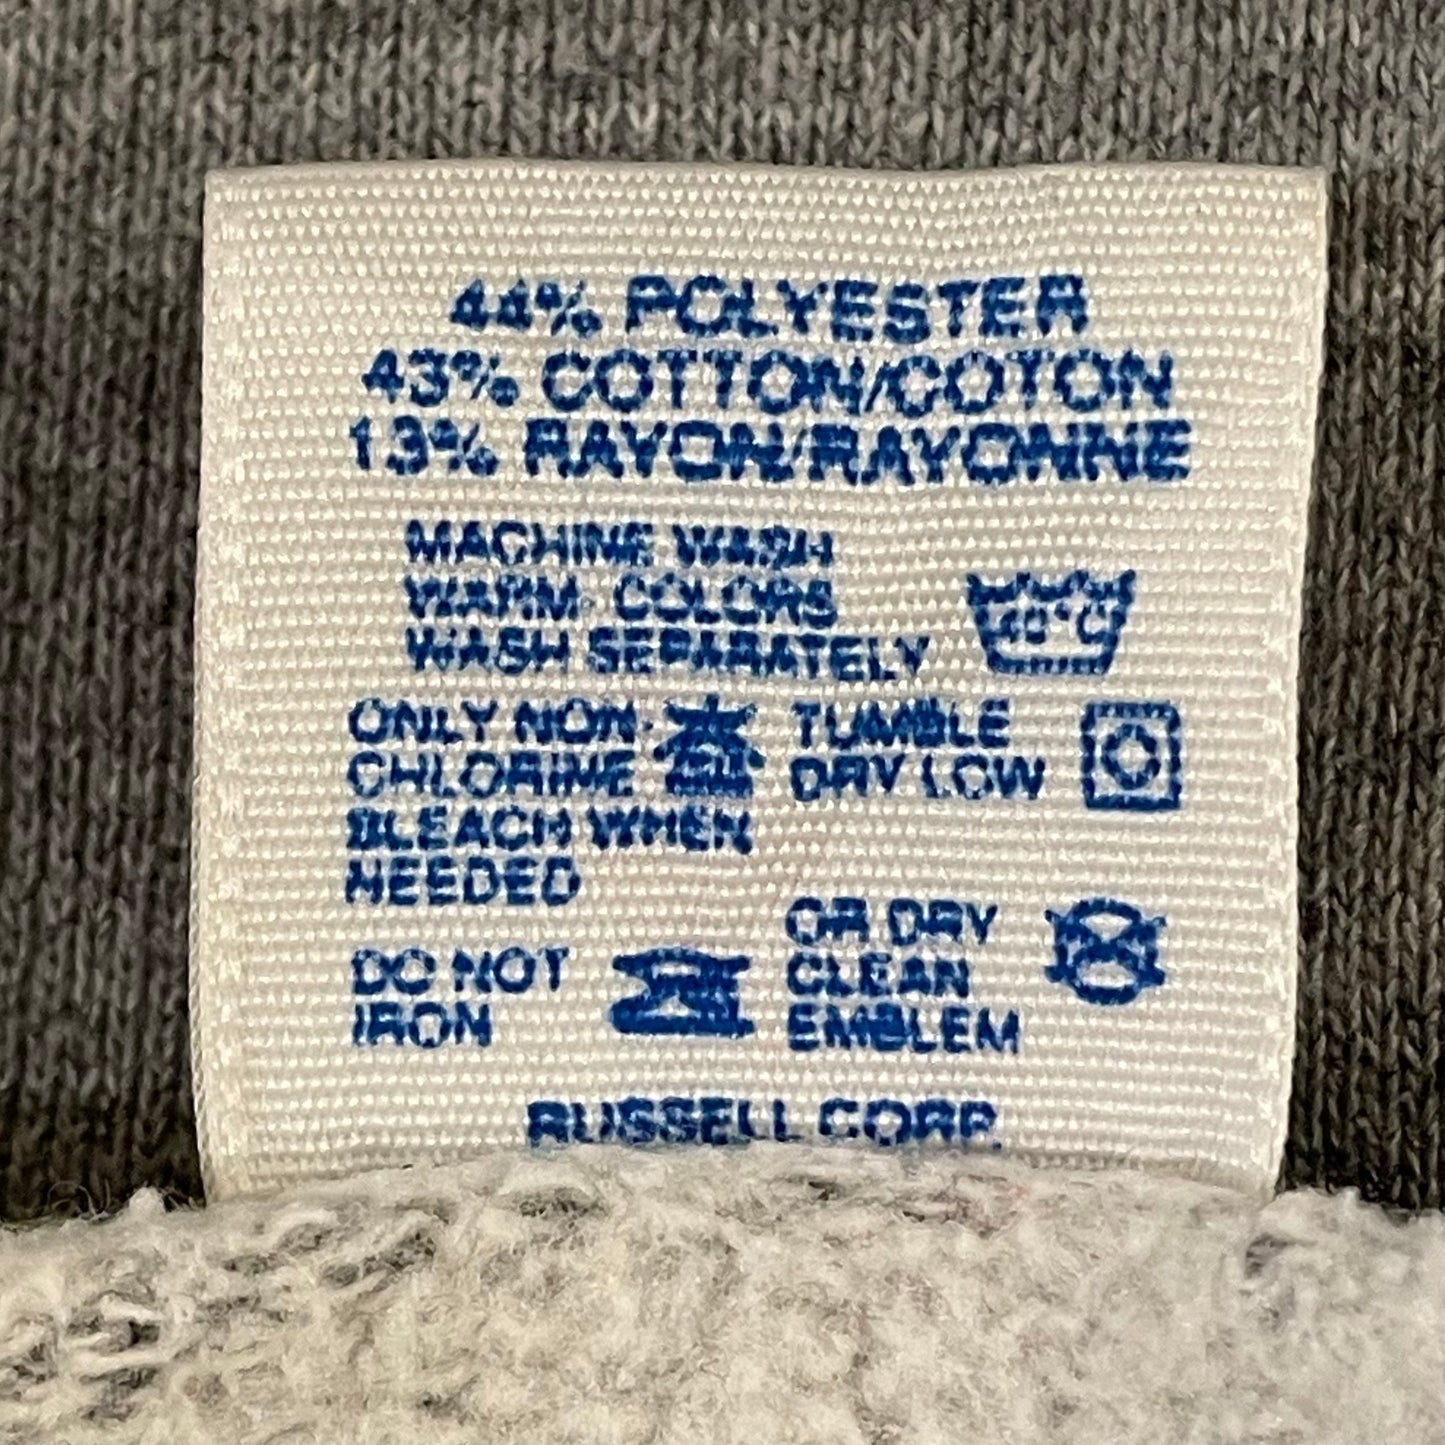 44% POLYESTER
43% COTTON/COTON
13% RAYON/RAYONNE
MACHINE WASH
WARM- COLORS
WASH SEPARATELY
40°C
ONLY NON-
CHLORINE
BLEACH WHEN
NEEDED
TUMBLE
DRY LOW
DO NOT
IRON
OR DRY
CLEAN
EMBLEM
RUSSELL CORP.